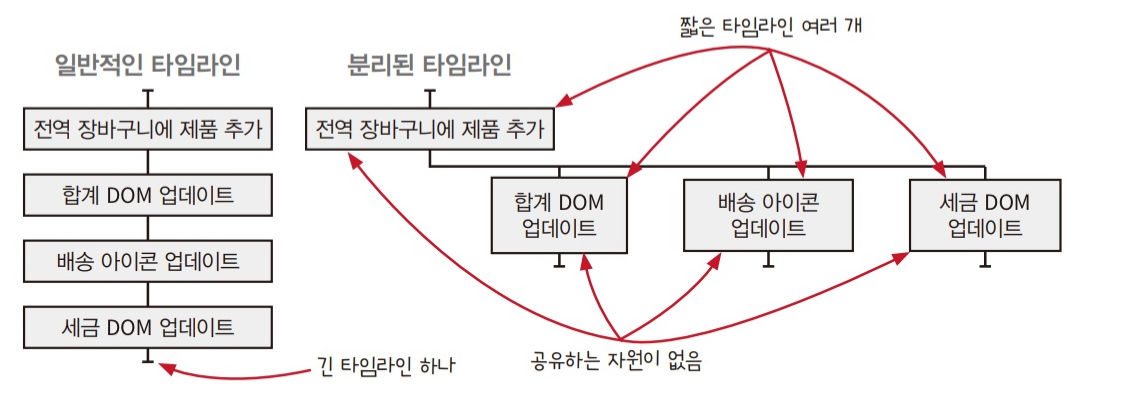 짧은 타임라인 여러 개
일반적인 타임라인
분리된 타임라인
전역 장바구니에 제품 추가
합계 DOM 업데이트
배송 아이콘 업데이트
세금 DOM 업데이트
전역 장바구니에 제품 추가
합계 DOM
업데이트
배송 아이콘
업데이트
세금 DOM
업데이트
긴 타임라인 하나
공유하는 자원이 없음